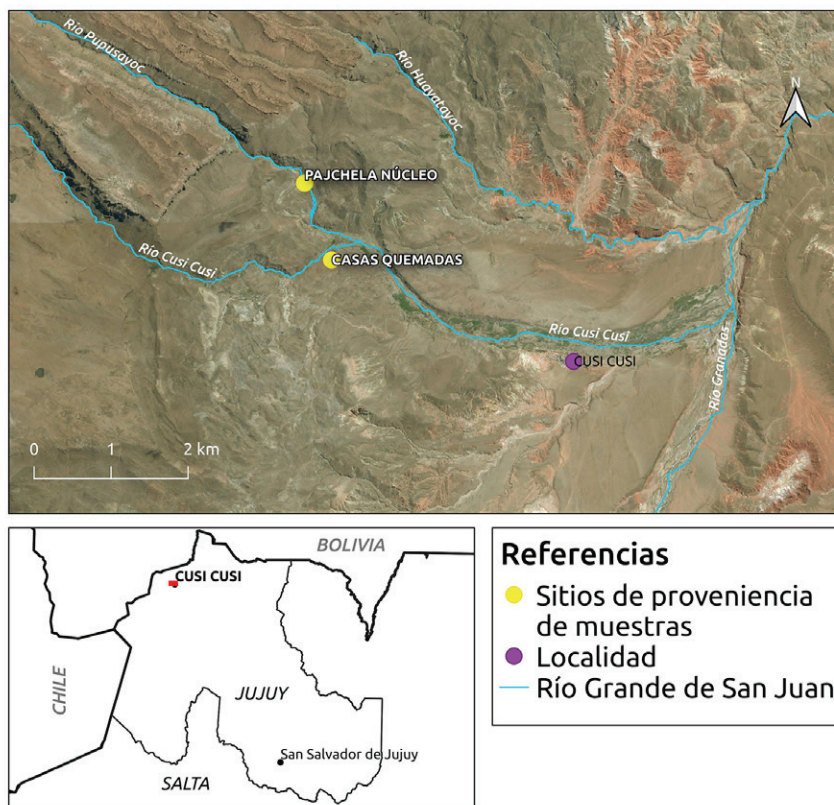 Río Pupusayoc
Río Huayatayoc
N
PAJCHELA NÚCLEO
CASAS QUEMADAS
Río Cusi Cusi
Río Cusi Cusi
CUSI CUSI
Río Granadas
0 1 2 km
BOLIVIA
CUSI CUSI
CHILE
JUJUY
San Salvador de Jujuy
SALTA
Referencias
Sitios de proveniencia
de muestras
Localidad
Río Grande de San Juan